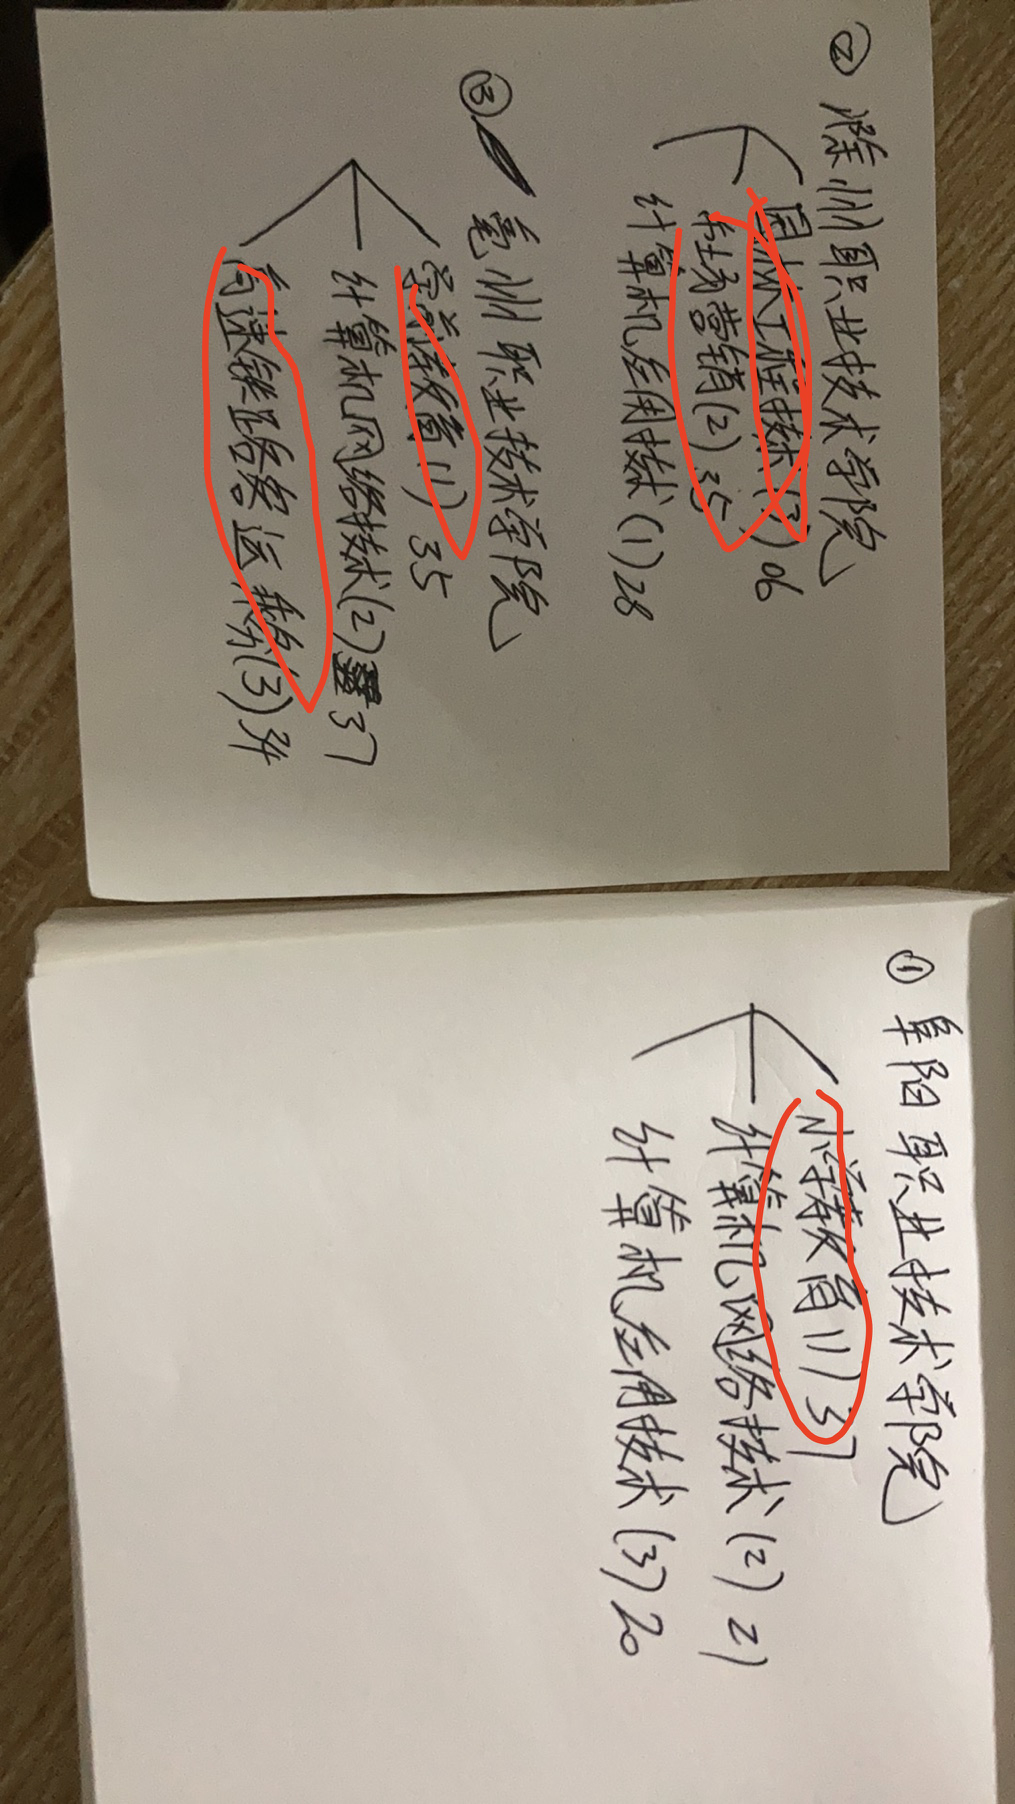 ② 滁州职业技术学院
园林工程技术(3)06
市场营销(2)35
计算机应用技术(1)28
③ 亳州职业技术学院
学前教育(1)35
计算机网络技术(2)37
高速铁路客运乘务(3)34
① 阜阳职业技术学院
小学教育(1)37
计算机网络技术(2)21
计算机应用技术(3)20